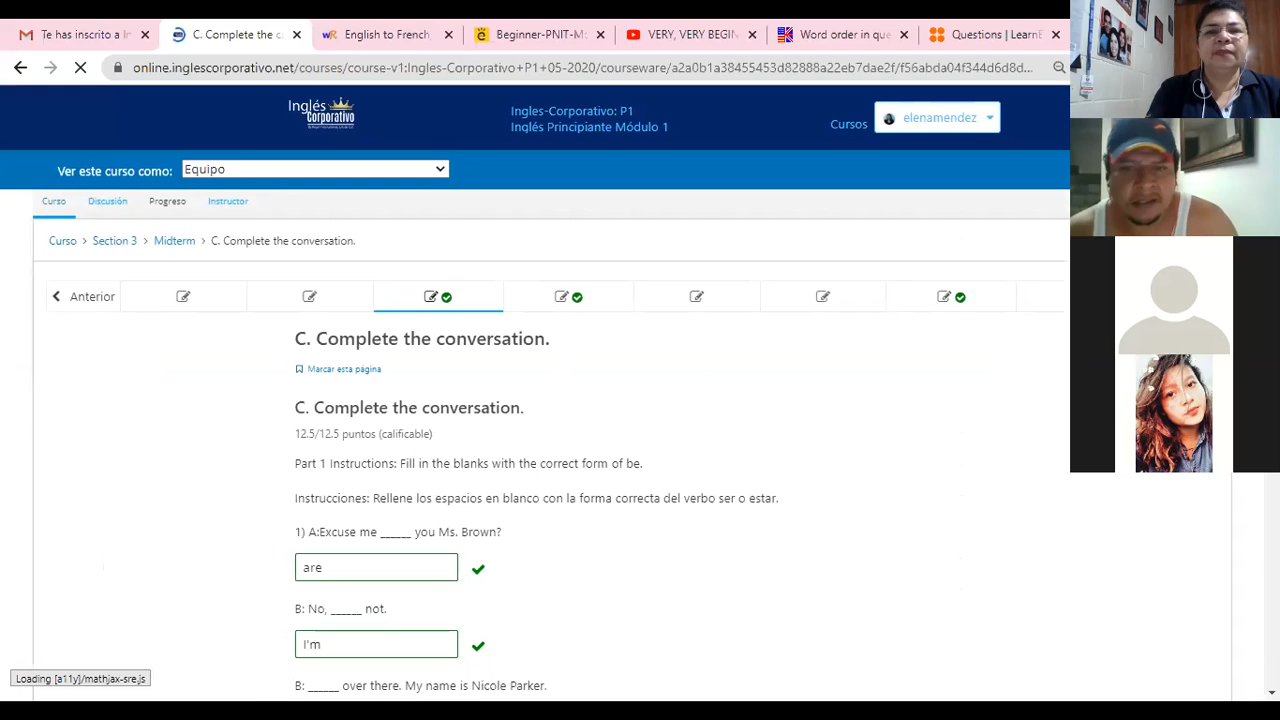 Te has inscrito a In
C. Complete the c
English to French
Beginner-PNIT-M
VERY, VERY BEGI
Word order in que
Questions | LearnE
online.inglescorporativo.net/courses/course-v1:Ingles-Corporativo+P1+05-2020/courseware/a2a0b1a38455453d82888a22eb7dae2f/f56abda04f344d6d8d...
Inglés
Corporativo
Ingles-Corporativo: P1
Inglés Principiante Módulo 1
Cursos
elenamendez
Ver este curso como:
Equipo
Curso
Discusión
Progreso
Instructor
Curso > Section 3 > Midterm > C. Complete the conversation.
Anterior
C. Complete the conversation.
Marcar esta página
C. Complete the conversation.
12.5/12.5 puntos (calificable)
Part 1 Instructions: Fill in the blanks with the correct form of be.
Instrucciones: Rellene los espacios en blanco con la forma correcta del verbo ser o estar.
1) A:Excuse me ______ you Ms. Brown?
are
B: No, ______ not.
I'm
B: ______ over there. My name is Nicole Parker.
Loading [a11y]/mathjax-sre.js